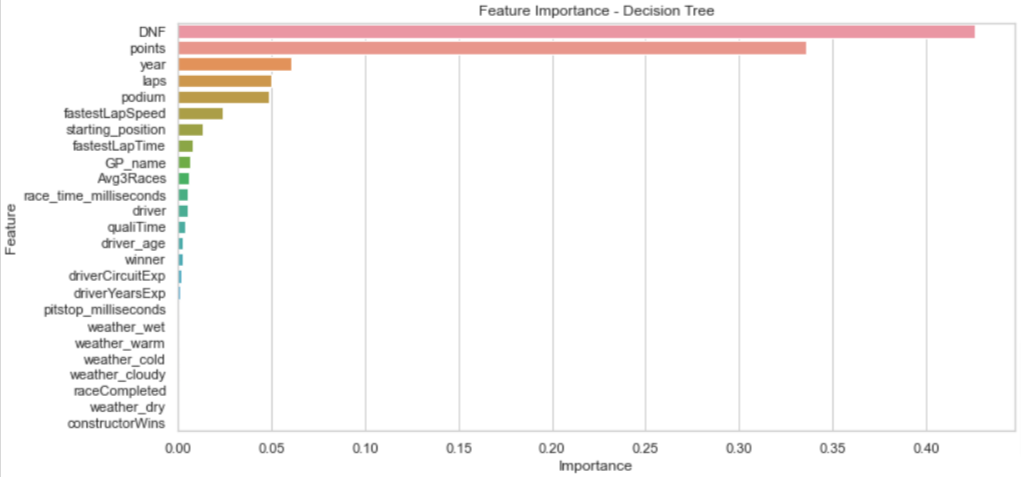 Feature Importance - Decision Tree
DNF
points
year
laps
podium
fastestLapSpeed
starting_position
fastestLapTime
GP_name
Avg3Races
race_time_milliseconds
driver
qualiTime
driver_age
winner
driverCircuitExp
driverYearsExp
pitstop_milliseconds
weather_wet
weather_warm
weather_cold
weather_cloudy
raceCompleted
weather_dry
constructorWins
Feature
0.00 0.05 0.10 0.15 0.20 0.25 0.30 0.35 0.40
Importance